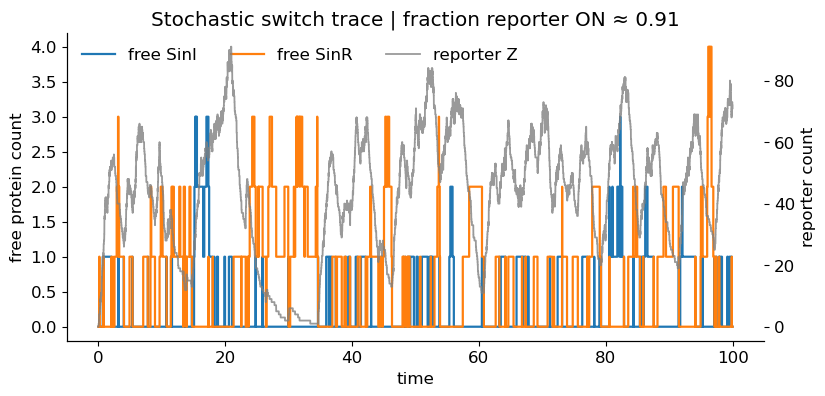 Stochastic switch trace | fraction reporter ON ≈ 0.91
free SinI
free SinR
reporter Z
free protein count
4.0
3.5
3.0
2.5
2.0
1.5
1.0
0.5
0.0
80
60
40
20
0
reporter count
0 20 40 60 80 100
time